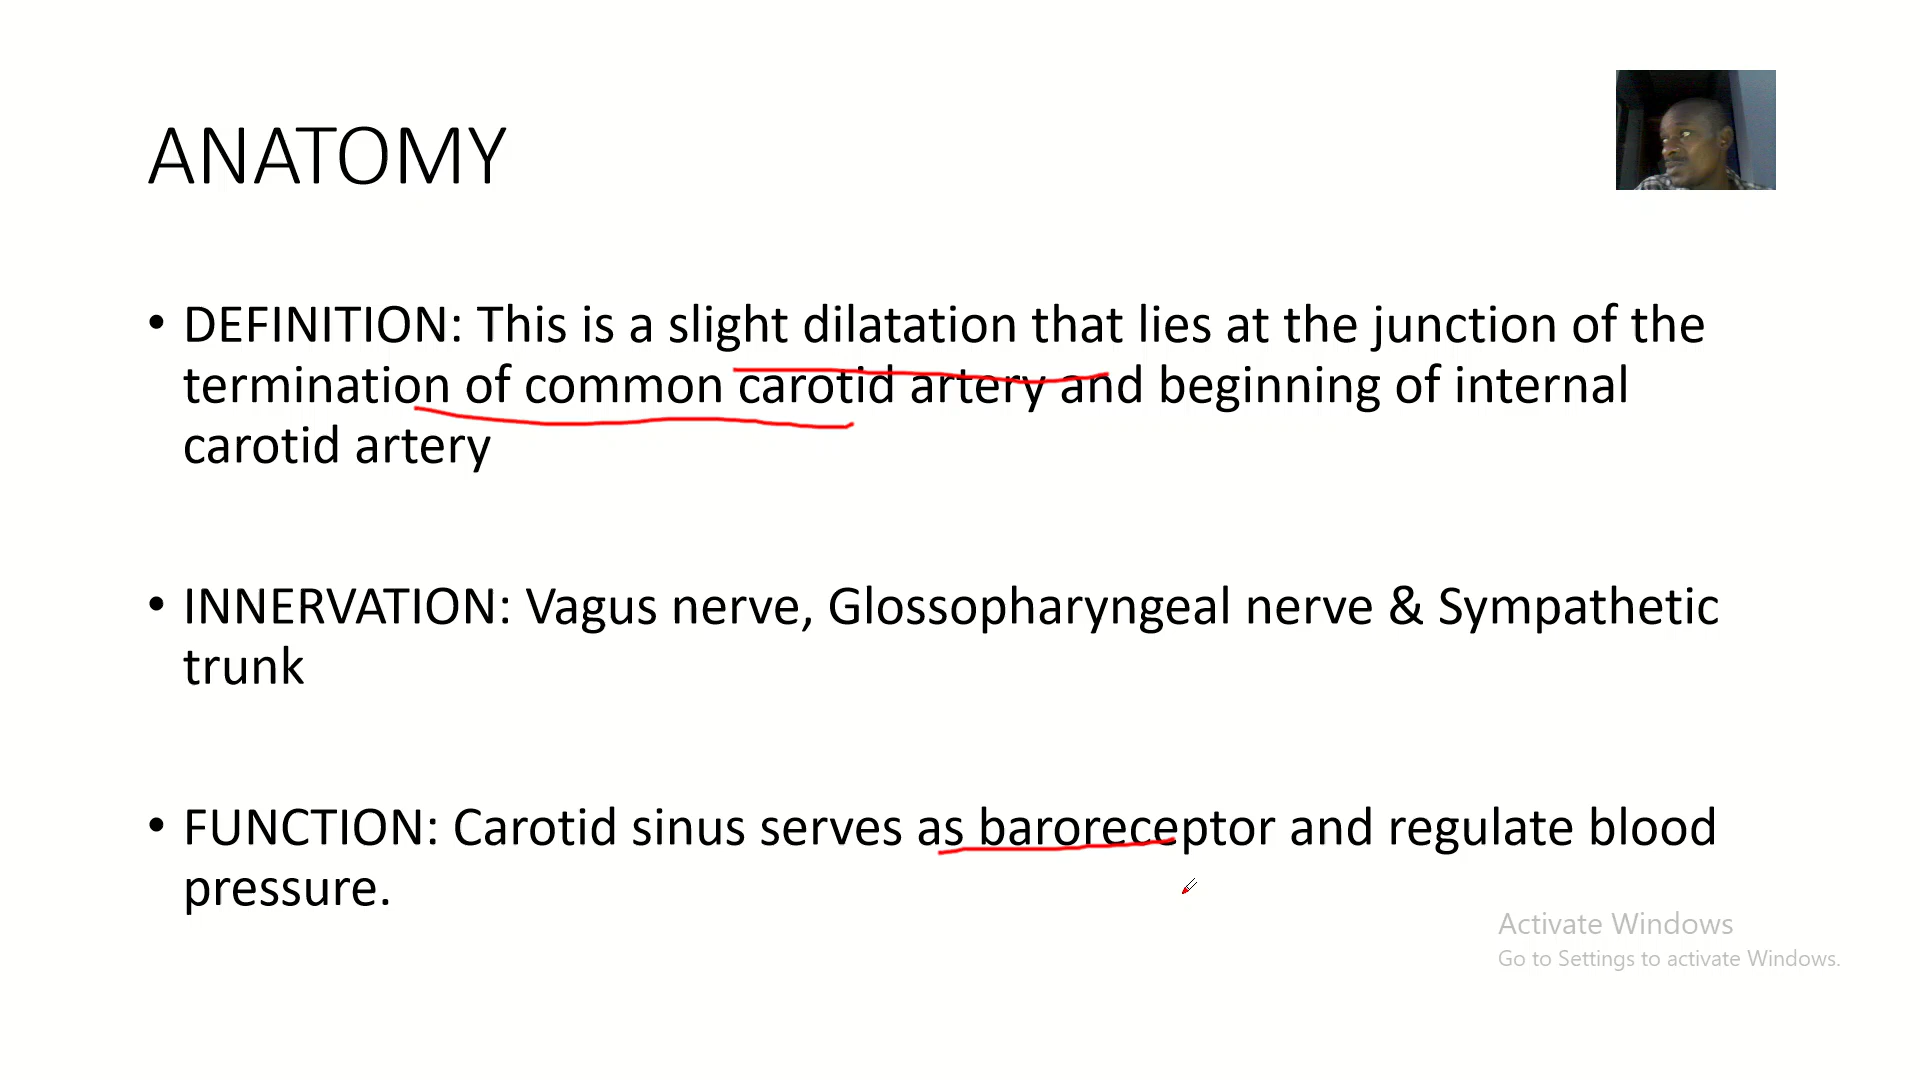 ANATOMY
• DEFINITION: This is a slight dilatation that lies at the junction of the
termination of common carotid artery and beginning of internal
carotid artery
• INNERVATION: Vagus nerve, Glossopharyngeal nerve & Sympathetic
trunk
• FUNCTION: Carotid sinus serves as baroreceptor and regulate blood
pressure.
Activate Windows
Go to Settings to activate Windows.